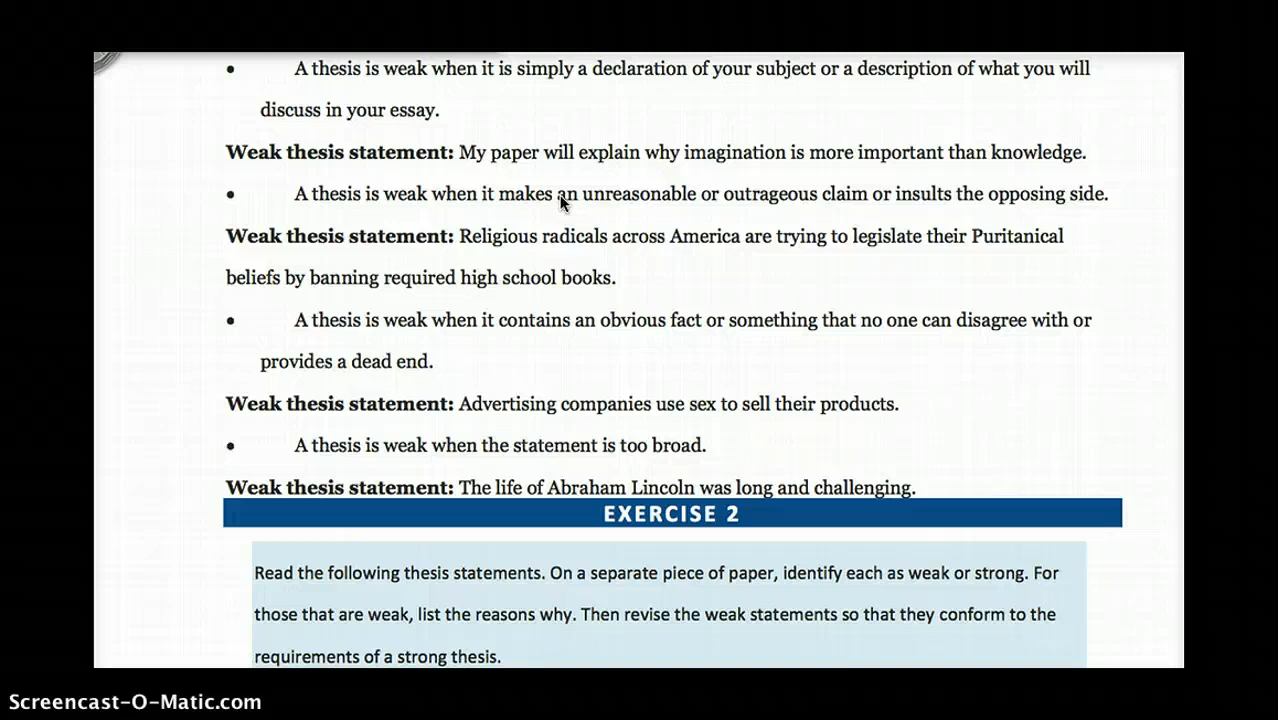 • A thesis is weak when it is simply a declaration of your subject or a description of what you will
discuss in your essay.
Weak thesis statement: My paper will explain why imagination is more important than knowledge.
• A thesis is weak when it makes an unreasonable or outrageous claim or insults the opposing side.
Weak thesis statement: Religious radicals across America are trying to legislate their Puritanical
beliefs by banning required high school books.
• A thesis is weak when it contains an obvious fact or something that no one can disagree with or
provides a dead end.
Weak thesis statement: Advertising companies use sex to sell their products.
• A thesis is weak when the statement is too broad.
Weak thesis statement: The life of Abraham Lincoln was long and challenging.
EXERCISE 2
Read the following thesis statements. On a separate piece of paper, identify each as weak or strong. For
those that are weak, list the reasons why. Then revise the weak statements so that they conform to the
requirements of a strong thesis.
Screencast-O-Matic.com